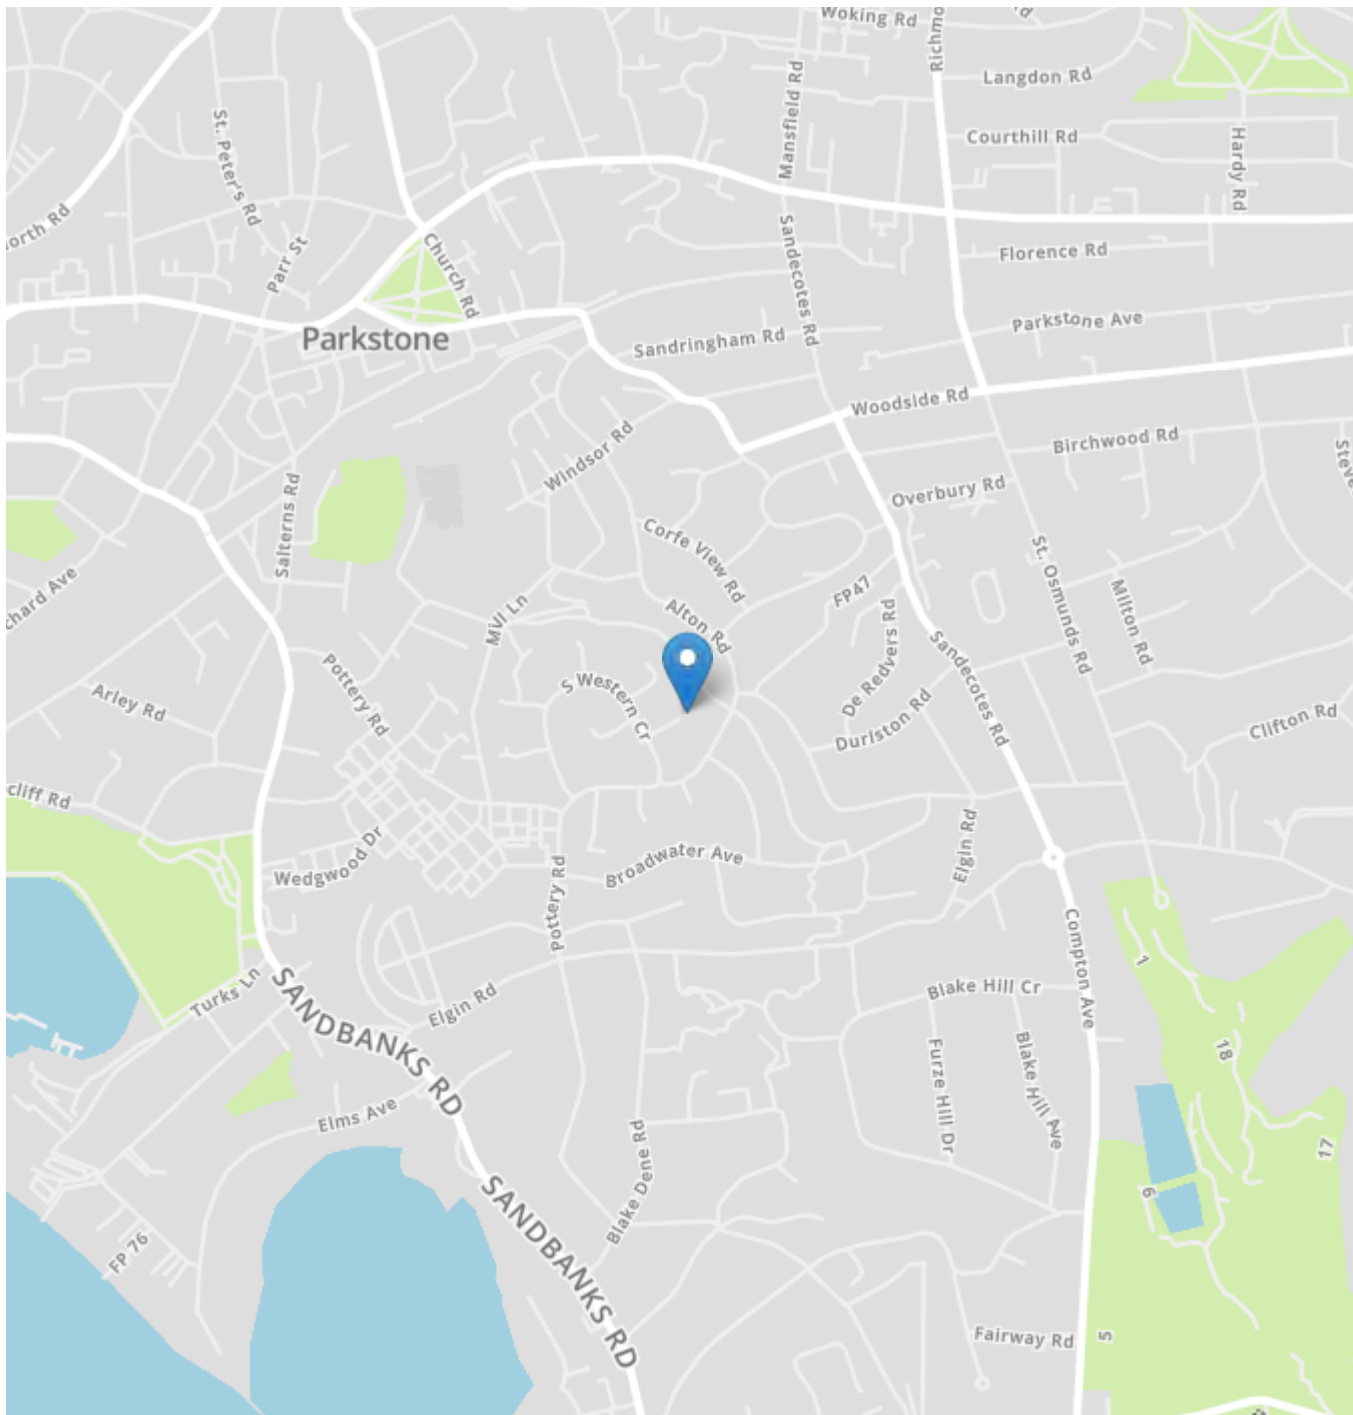 Woking Rd
Rd
Richmo
Langdon Rd
Mansfield Rd
Courthill Rd
Hardy Rd
St. Peter's Rd
orth Rd
Parr St
Church Rd
Sandecotes Rd
Florence Rd
Parkstone Ave
Parkstone
Sandringham Rd
Woodside Rd
Birchwood Rd
Steve
Windsor Rd
Salterns Rd
Overbury Rd
Corfe View Rd
St. Osmunds Rd
chard Ave
FP47
Milton Rd
MVI Ln
Alton Rd
De Redvers Rd
Sandecotes Rd
Pottery Rd
S Western Cr
Arley Rd
Durlston Rd
Clifton Rd
cliff Rd
Elgin Rd
Wedgwood Dr
Broadwater Ave
Pottery Rd
Compton Ave
1
Turks Ln
SANDBANKS RD
Elgin Rd
Blake Hill Cr
18
Furze Hill Dr
Blake Hill Ave
Elms Ave
17
Blake Dene Rd
6
SANDBANKS RD
FP 76
Fairway Rd
5